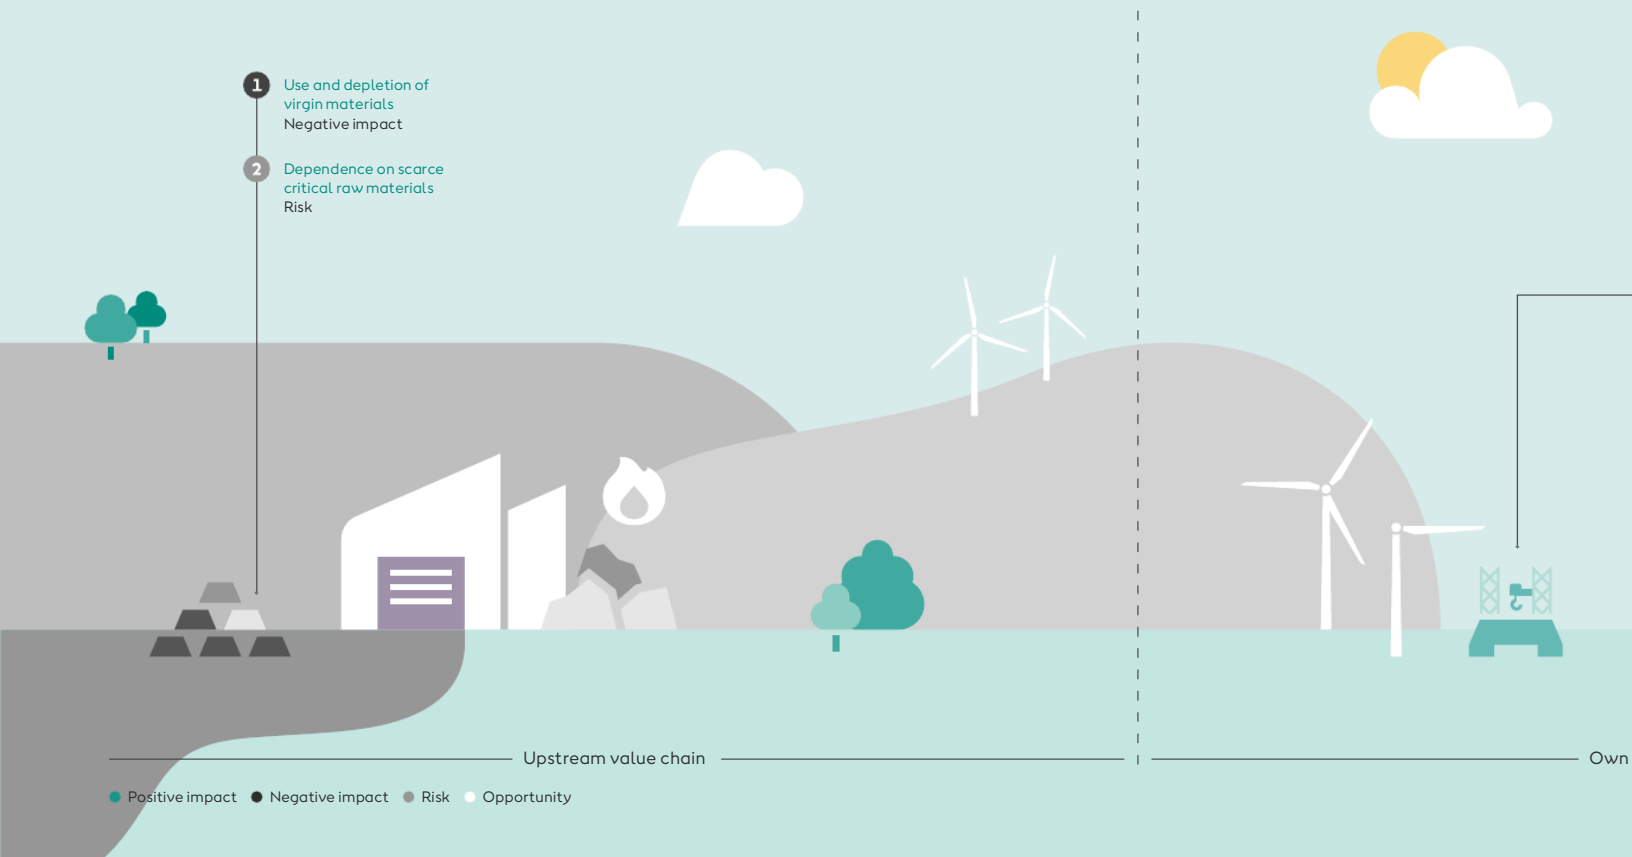 1
Use and depletion of
virgin materials
Negative impact
2
Dependence on scarce
critical raw materials
Risk
Upstream value chain
Own
Positive impact
Negative impact
Risk
Opportunity